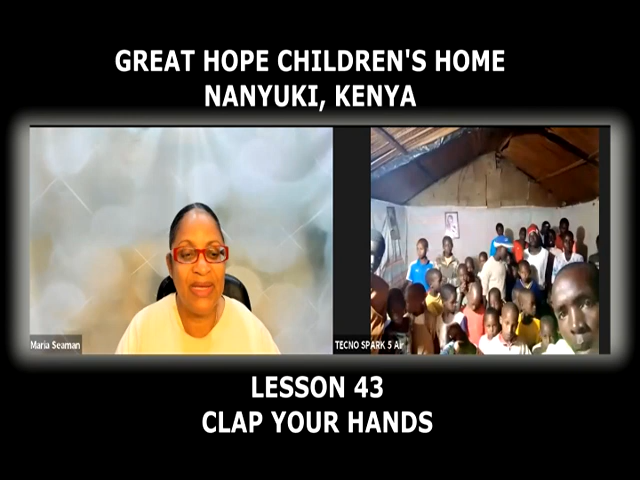 GREAT HOPE CHILDREN'S HOME
NANYUKI, KENYA
Maria Seaman
TECNO SPARK 5 Air
LESSON 43
CLAP YOUR HANDS